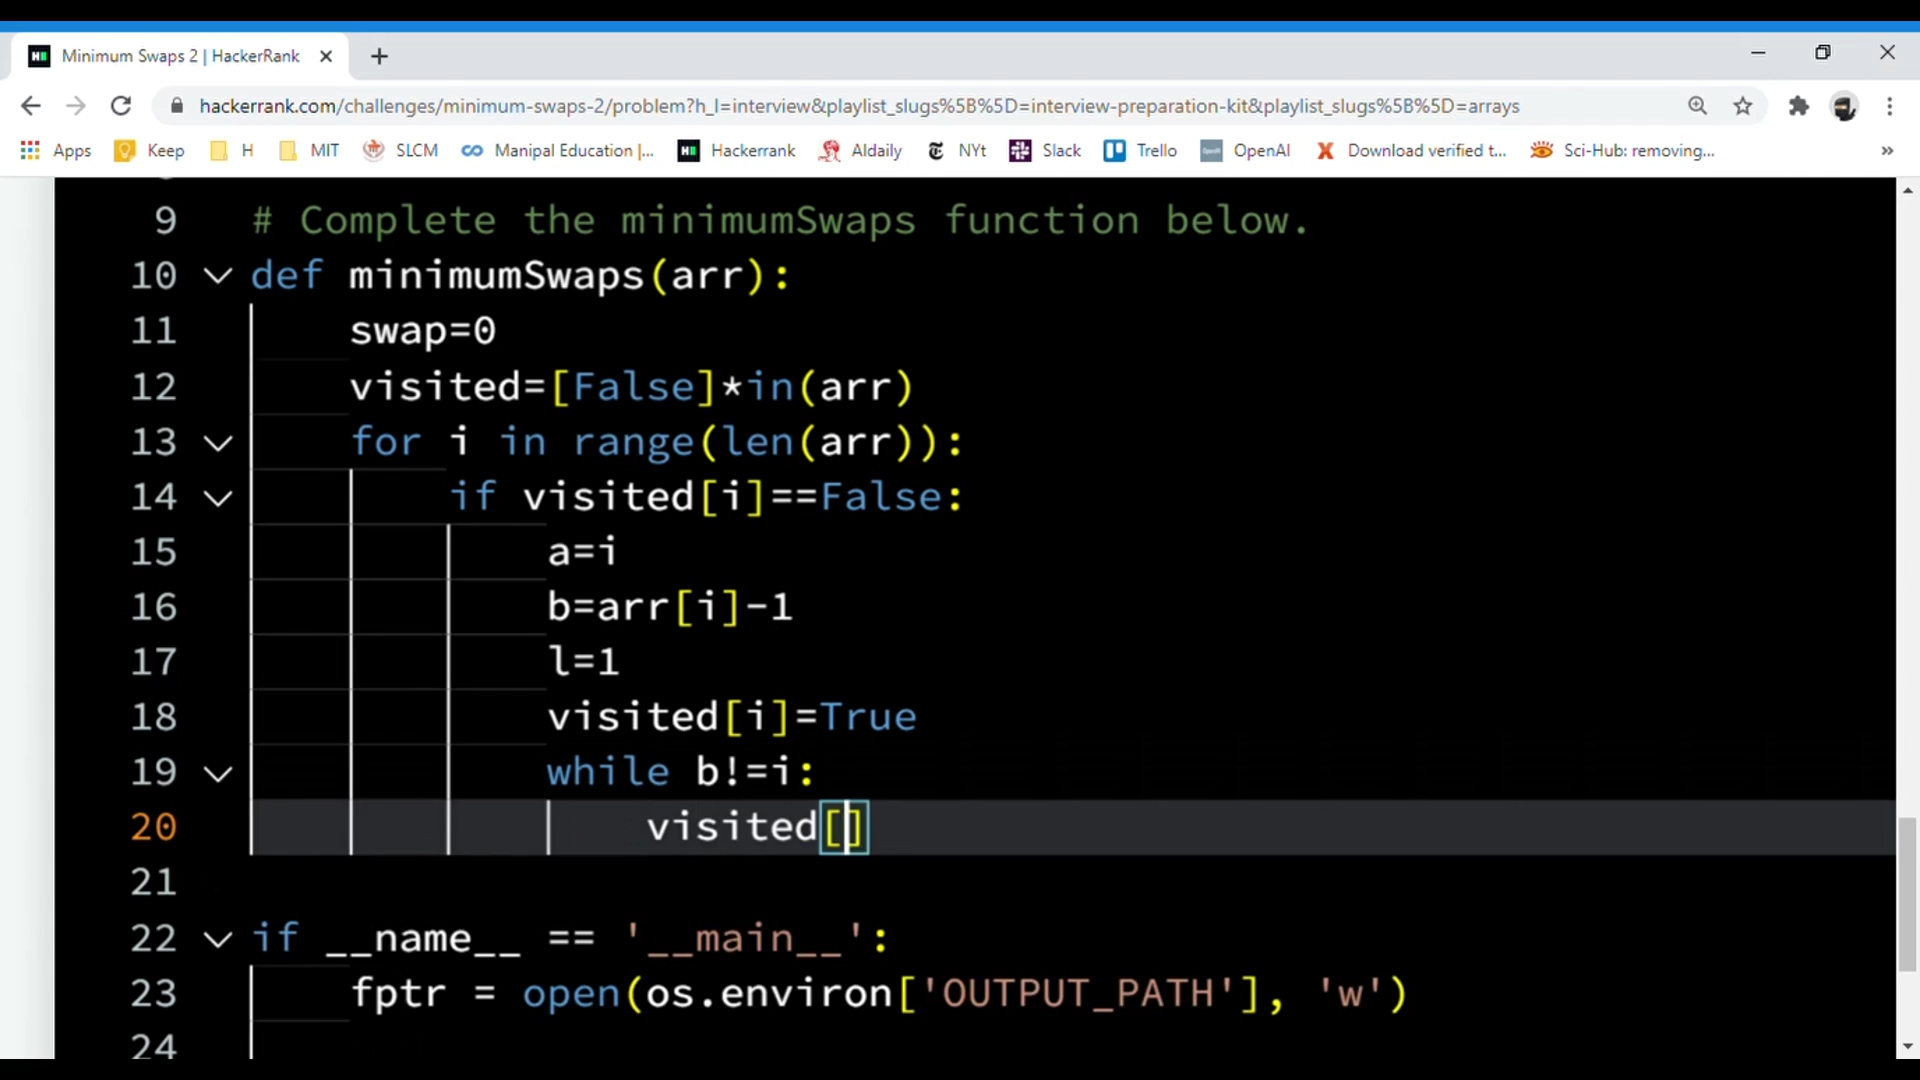 Minimum Swaps 2 | HackerRank
hackerrank.com/challenges/minimum-swaps-2/problem?h_l=interview&playlist_slugs%5B%5D=interview-preparation-kit&playlist_slugs%5B%5D=arrays
Apps Keep H MIT SLCM Manipal Education |... Hackerrank Aldaily NYt Slack Trello OpenAI Download verified t... Sci-Hub: removing... »
9 # Complete the minimumSwaps function below.
10 def minimumSwaps(arr):
11 swap=0
12 visited=[False]*in(arr)
13 for i in range(len(arr)):
14 if visited[i]==False:
15 a=i
16 b=arr[i]-1
17 l=1
18 visited[i]=True
19 while b!=i:
20 visited[]
21
22 if __name__ == '__main__':
23 fptr = open(os.environ['OUTPUT_PATH'], 'w')
24